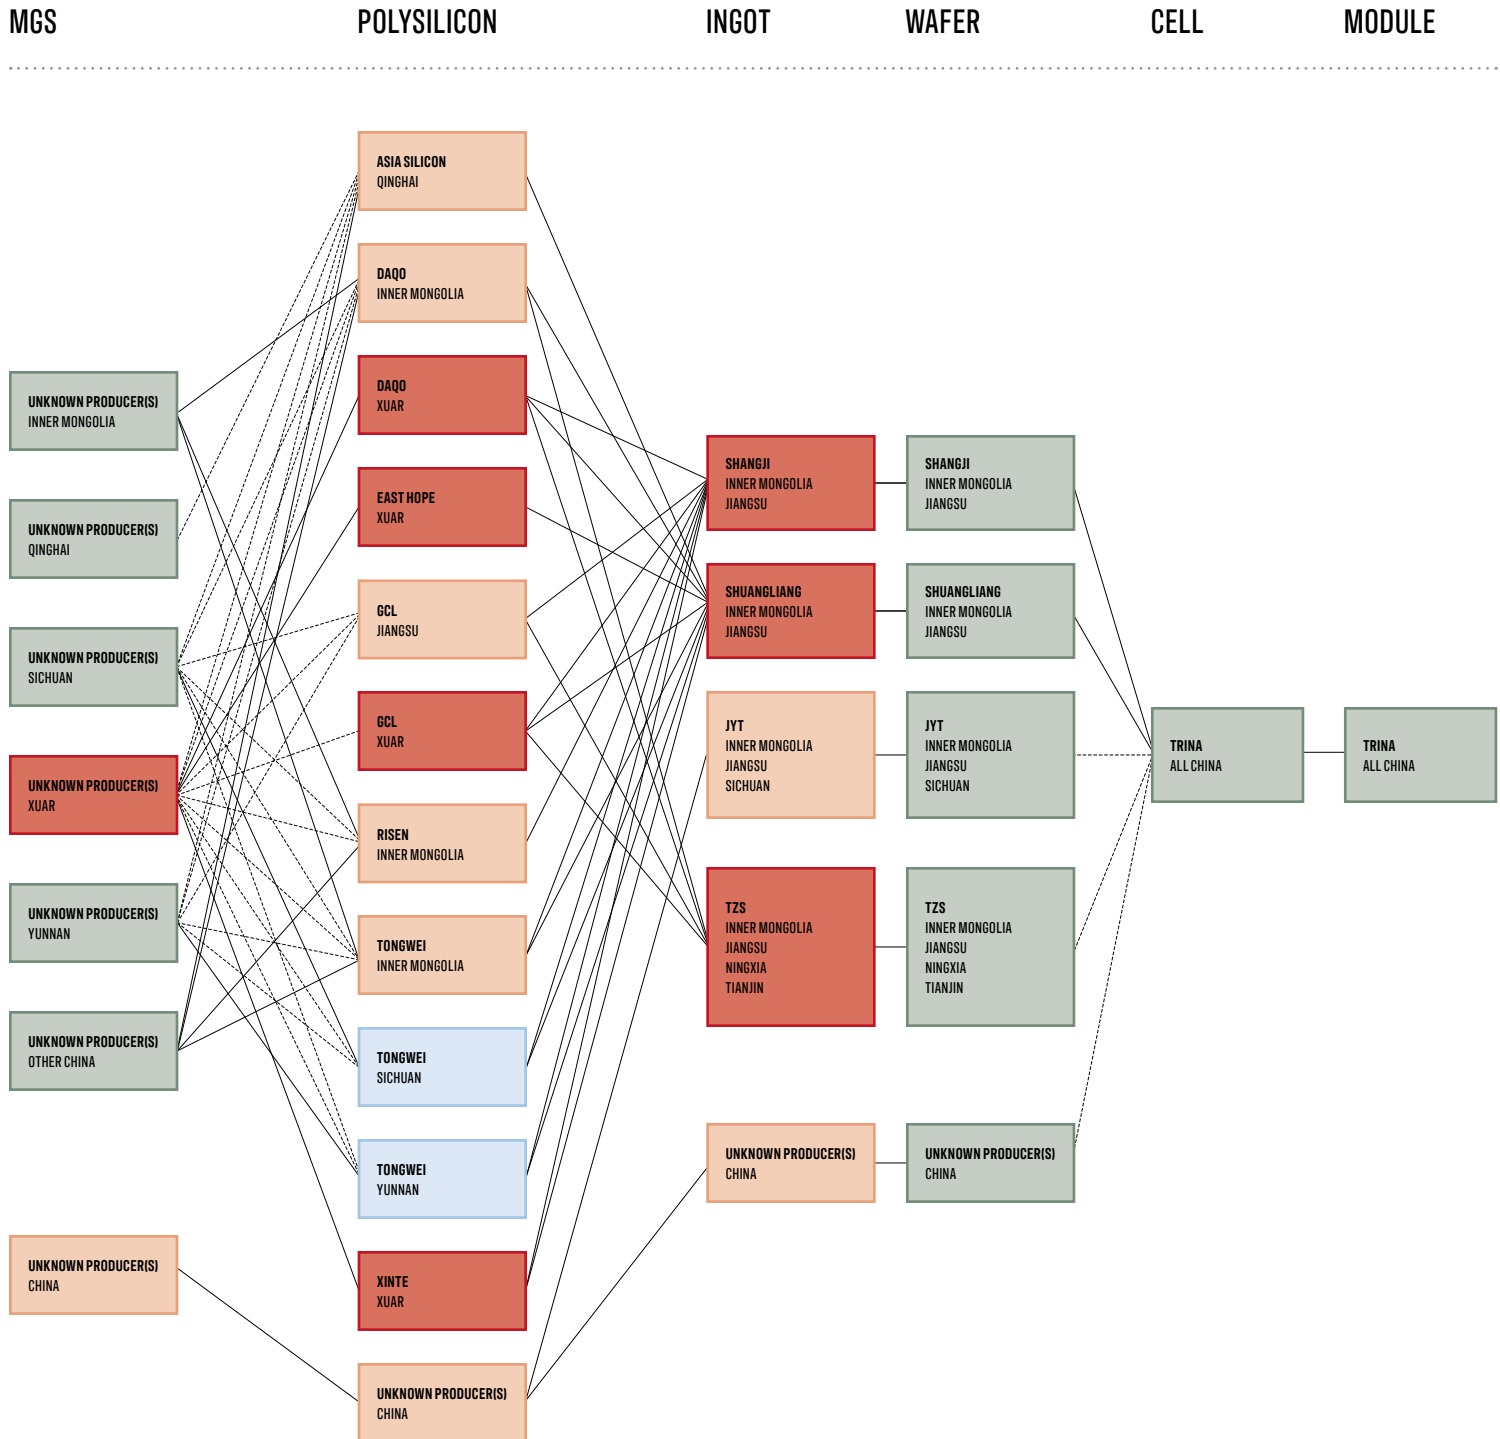 MGS
POLYSILICON
INGOT
WAFER
CELL
MODULE
UNKNOWN PRODUCER(S)
INNER MONGOLIA
UNKNOWN PRODUCER(S)
QINGHAI
UNKNOWN PRODUCER(S)
SICHUAN
UNKNOWN PRODUCER(S)
XUAR
UNKNOWN PRODUCER(S)
YUNNAN
UNKNOWN PRODUCER(S)
OTHER CHINA
UNKNOWN PRODUCER(S)
CHINA
ASIA SILICON
QINGHAI
DAQO
INNER MONGOLIA
DAQO
XUAR
EAST HOPE
XUAR
GCL
JIANGSU
GCL
XUAR
RISEN
INNER MONGOLIA
TONGWEI
INNER MONGOLIA
TONGWEI
SICHUAN
TONGWEI
YUNNAN
XINTE
XUAR
UNKNOWN PRODUCER(S)
CHINA
SHANGJI
INNER MONGOLIA
JIANGSU
SHUANGLIANG
INNER MONGOLIA
JIANGSU
JYT
INNER MONGOLIA
JIANGSU
SICHUAN
TZS
INNER MONGOLIA
JIANGSU
NINGXIA
TIANJIN
UNKNOWN PRODUCER(S)
CHINA
SHANGJI
INNER MONGOLIA
JIANGSU
SHUANGLIANG
INNER MONGOLIA
JIANGSU
JYT
INNER MONGOLIA
JIANGSU
SICHUAN
TZS
INNER MONGOLIA
JIANGSU
NINGXIA
TIANJIN
UNKNOWN PRODUCER(S)
CHINA
TRINA
ALL CHINA
TRINA
ALL CHINA